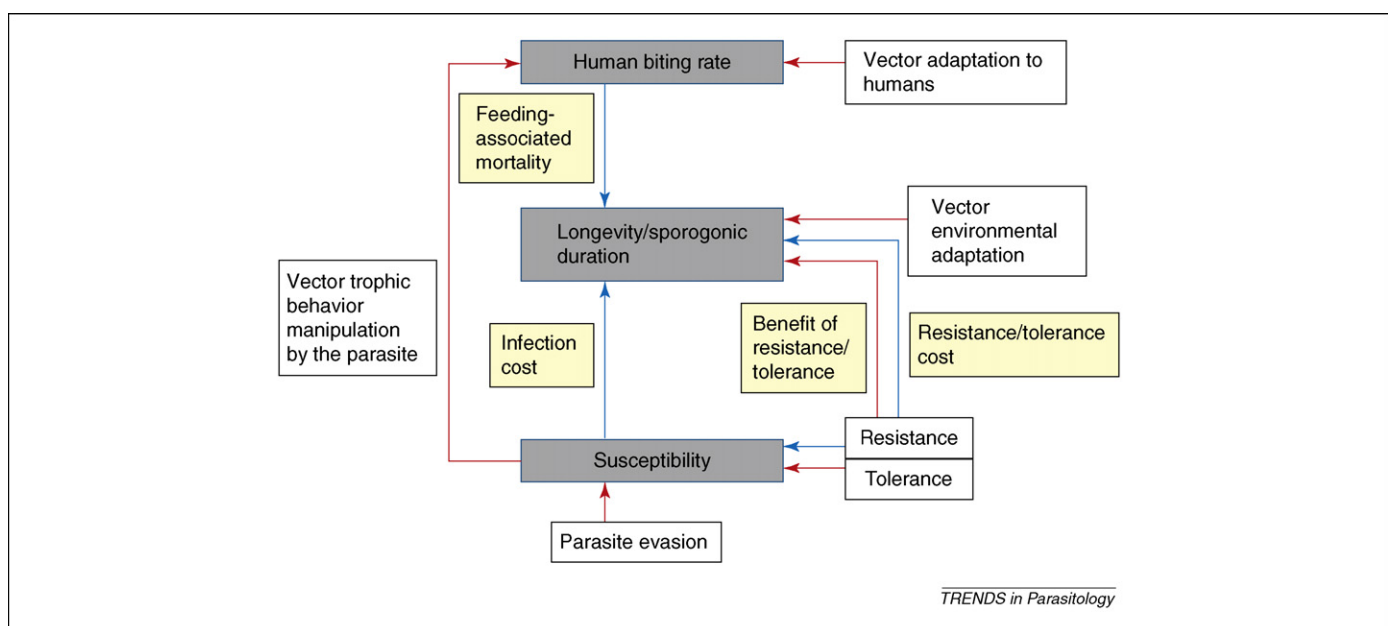 Human biting rate
Vector adaptation to
humans
Feeding-
associated
mortality
Longevity/sporogonic
duration
Vector
environmental
adaptation
Vector trophic
behavior
manipulation
by the parasite
Infection
cost
Benefit of
resistance/
tolerance
Resistance/tolerance
cost
Susceptibility
Resistance
Tolerance
Parasite evasion
TRENDS in Parasitology